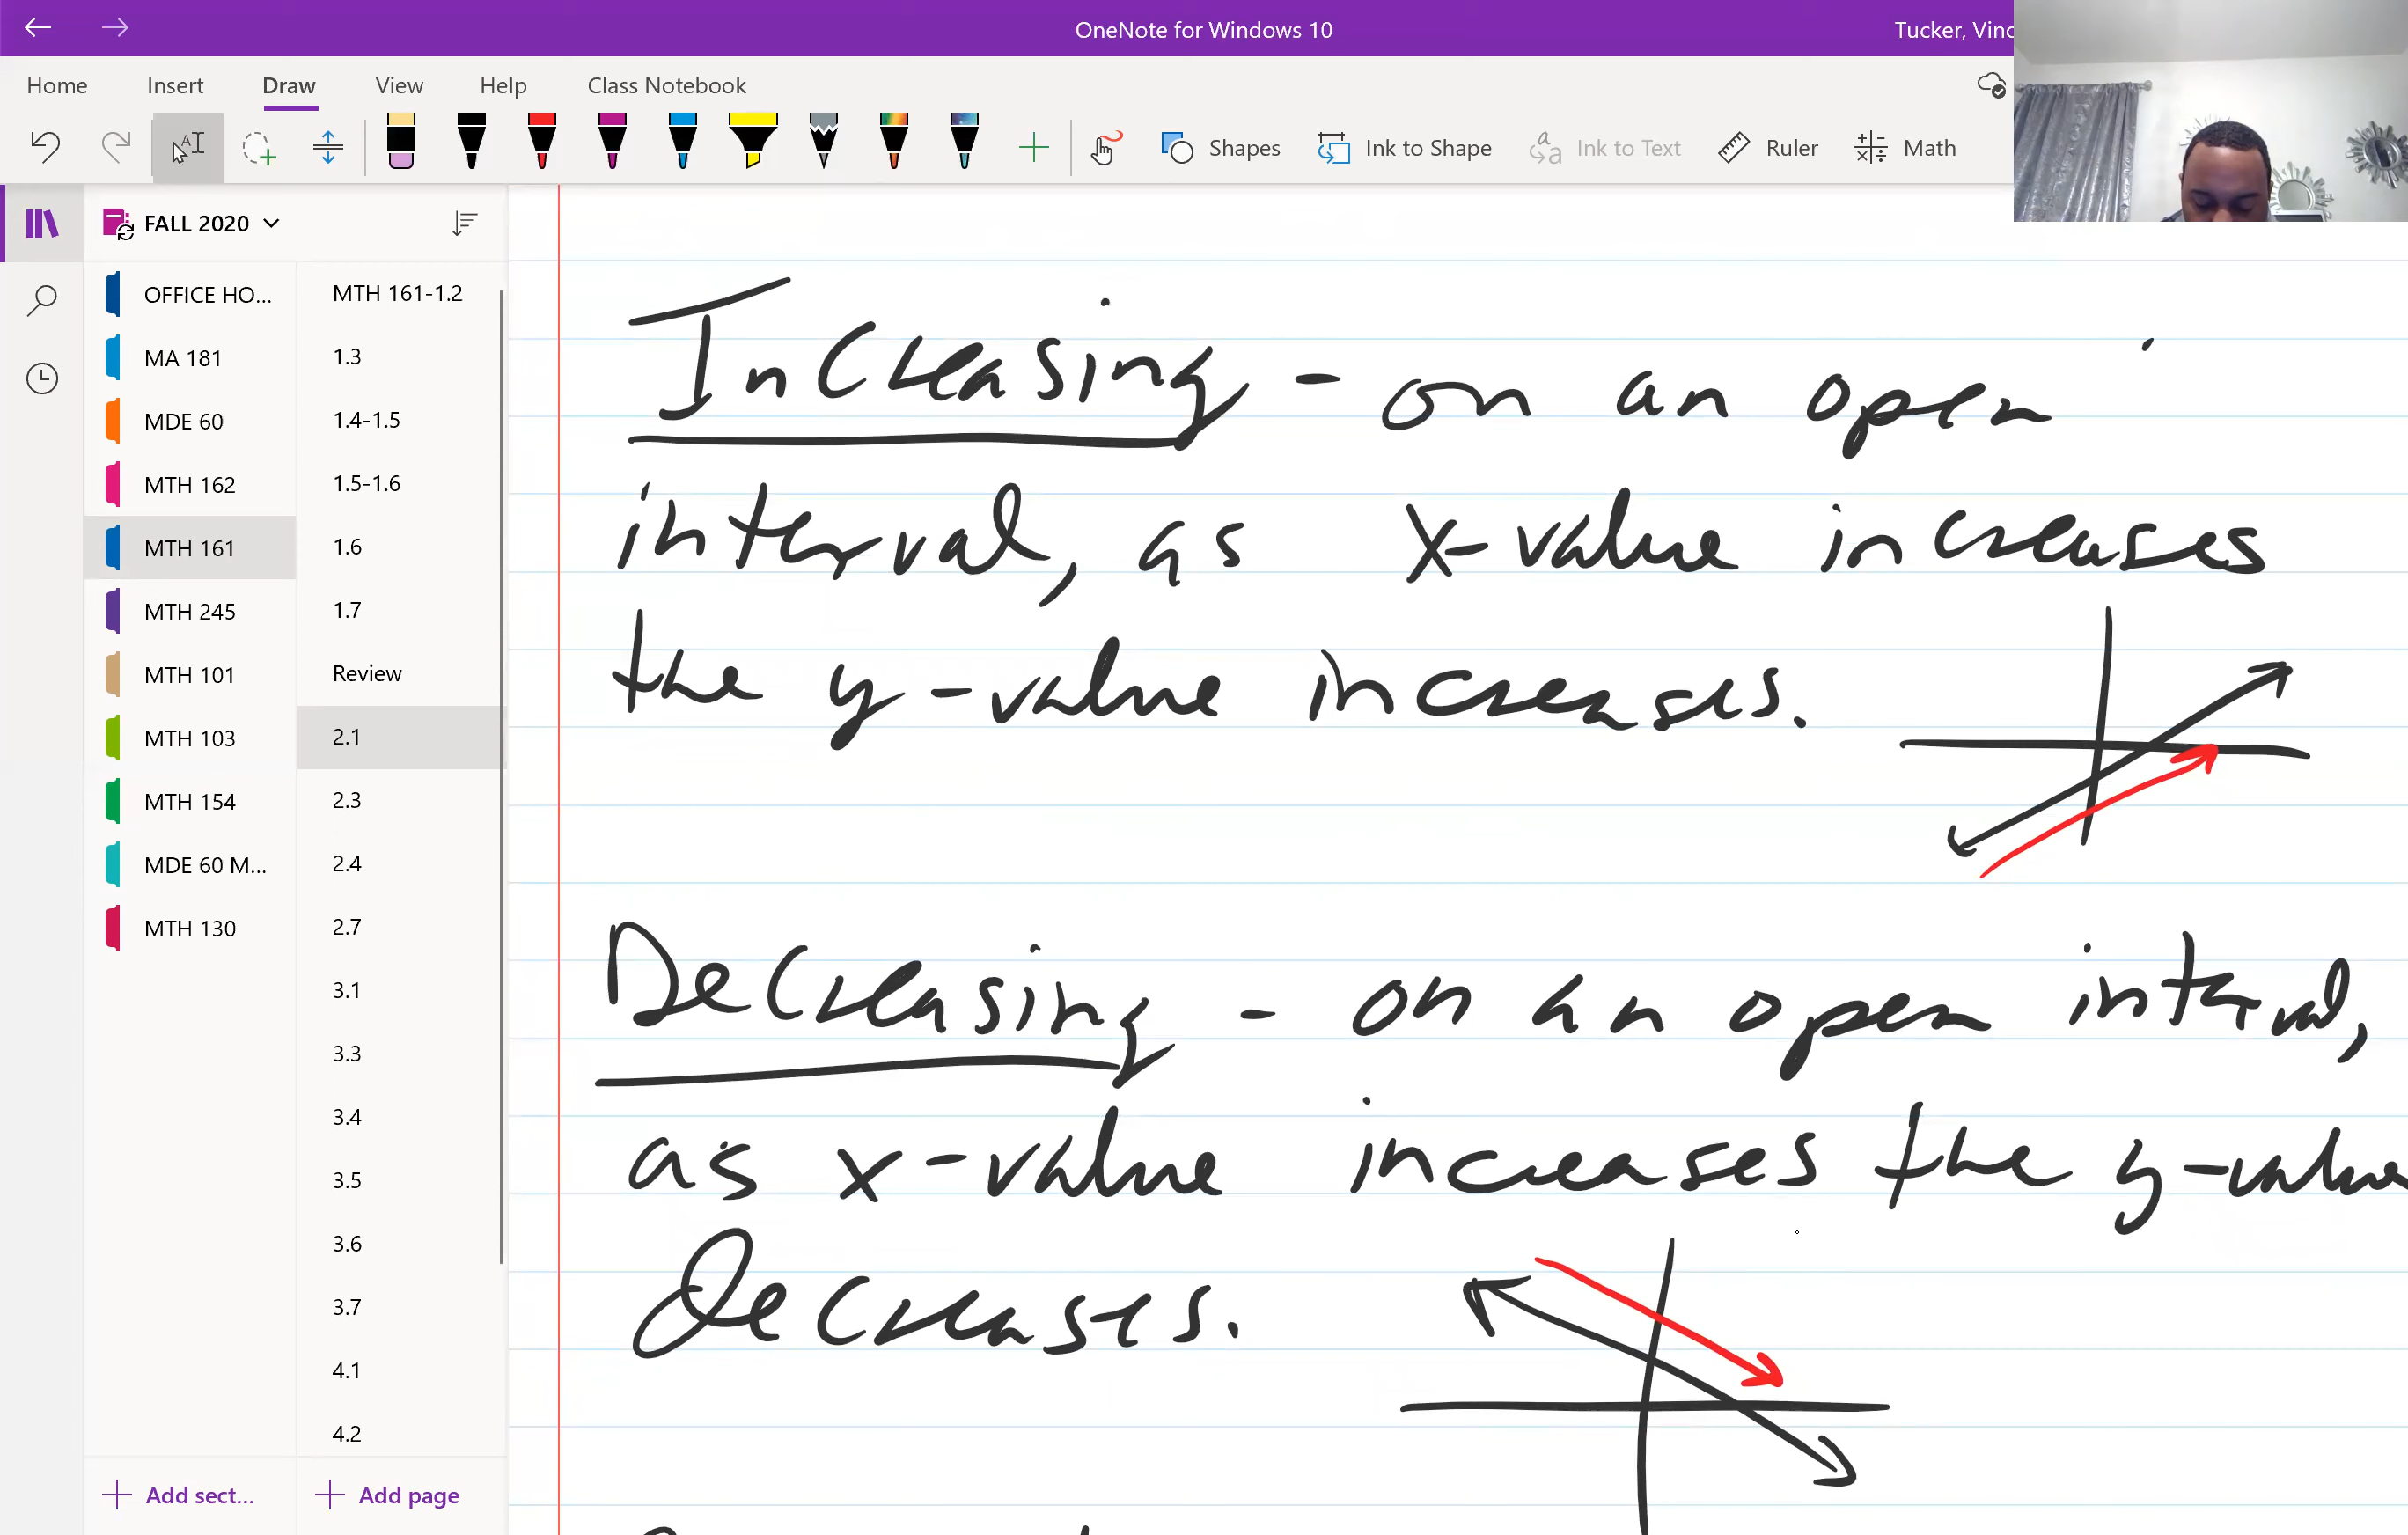 OneNote for Windows 10
Tucker, Vinc
Home Insert Draw View Help Class Notebook
Shapes Ink to Shape Ink to Text Ruler Math
FALL 2020
OFFICE HO...
MA 181
MDE 60
MTH 162
MTH 161
MTH 245
MTH 101
MTH 103
MTH 154
MDE 60 M...
MTH 130
Add sect...
MTH 161-1.2
1.3
1.4-1.5
1.5-1.6
1.6
1.7
Review
2.1
2.3
2.4
2.7
3.1
3.3
3.4
3.5
3.6
3.7
4.1
4.2
Add page
Increasing - on an open
interval, as x-value increases
the y-value increases.
Decreasing - on an open interval,
as x-value increases the y-value
decreases.